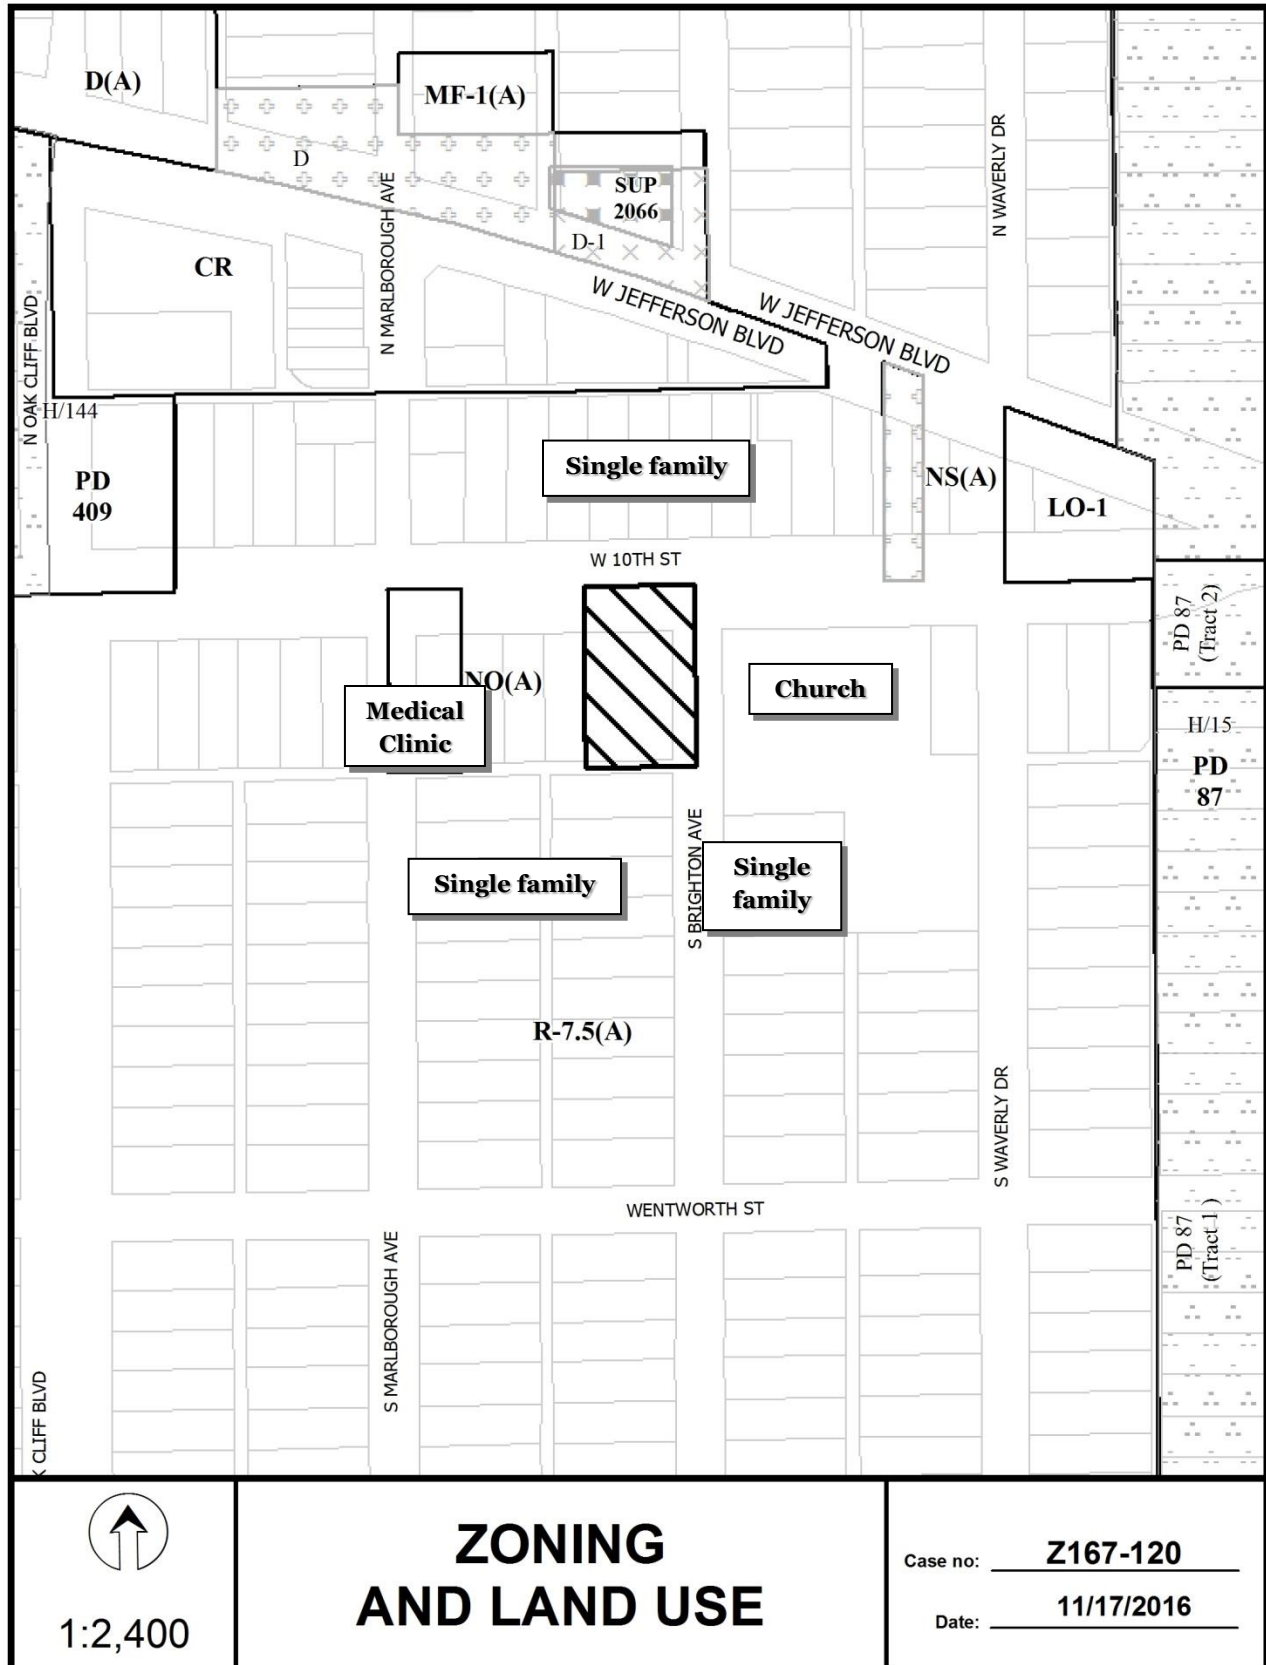 D(A)
MF-1(A)
D
SUP
2066
D-1
N WAVERLY DR
N MARLBOROUGH AVE
CR
W JEFFERSON BLVD
W JEFFERSON BLVD
N OAK CLIFF BLVD
H/144
PD
409
Single family
NS(A)
LO-1
W 10TH ST
PD 87
(Tract 2)
NO(A)
Medical
Clinic
Church
H/15
PD
87
S BRIGHTON AVE
Single family
Single
family
R-7.5(A)
S WAVERLY DR
WENTWORTH ST
PD 87
(Tract 1 )
S MARLBOROUGH AVE
K CLIFF BLVD
1:2,400
ZONING
AND LAND USE
Case no: Z167-120
Date: 11/17/2016